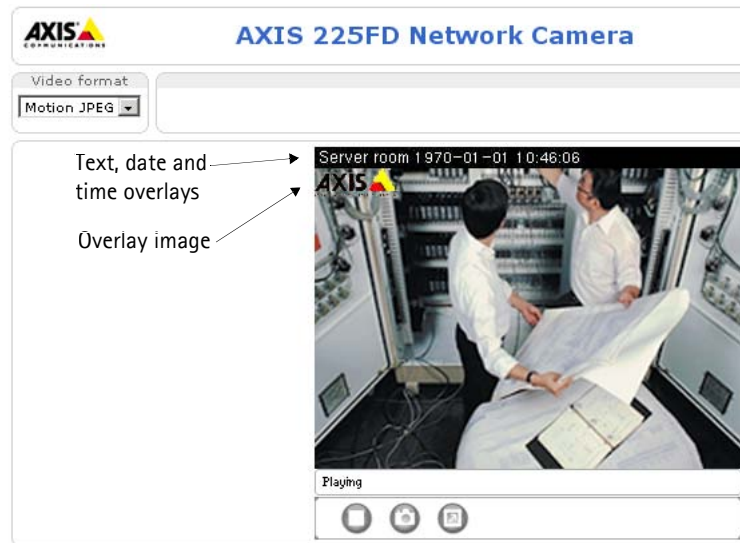 AXIS
COMMUNICATIONS
AXIS 225FD Network Camera
Video format
Motion JPEG
Text, date and
time overlays
Overlay image
Server room 1970-01-01 10:46:06
AXIS
Playing